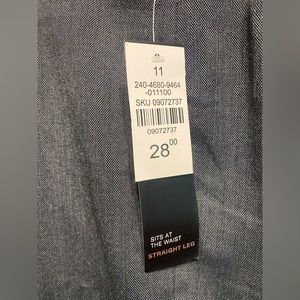 11
240-4680-9464
-011100
SKU 09072737
09072737
28.00
SITS AT
THE WAIST
STRAIGHT LEG